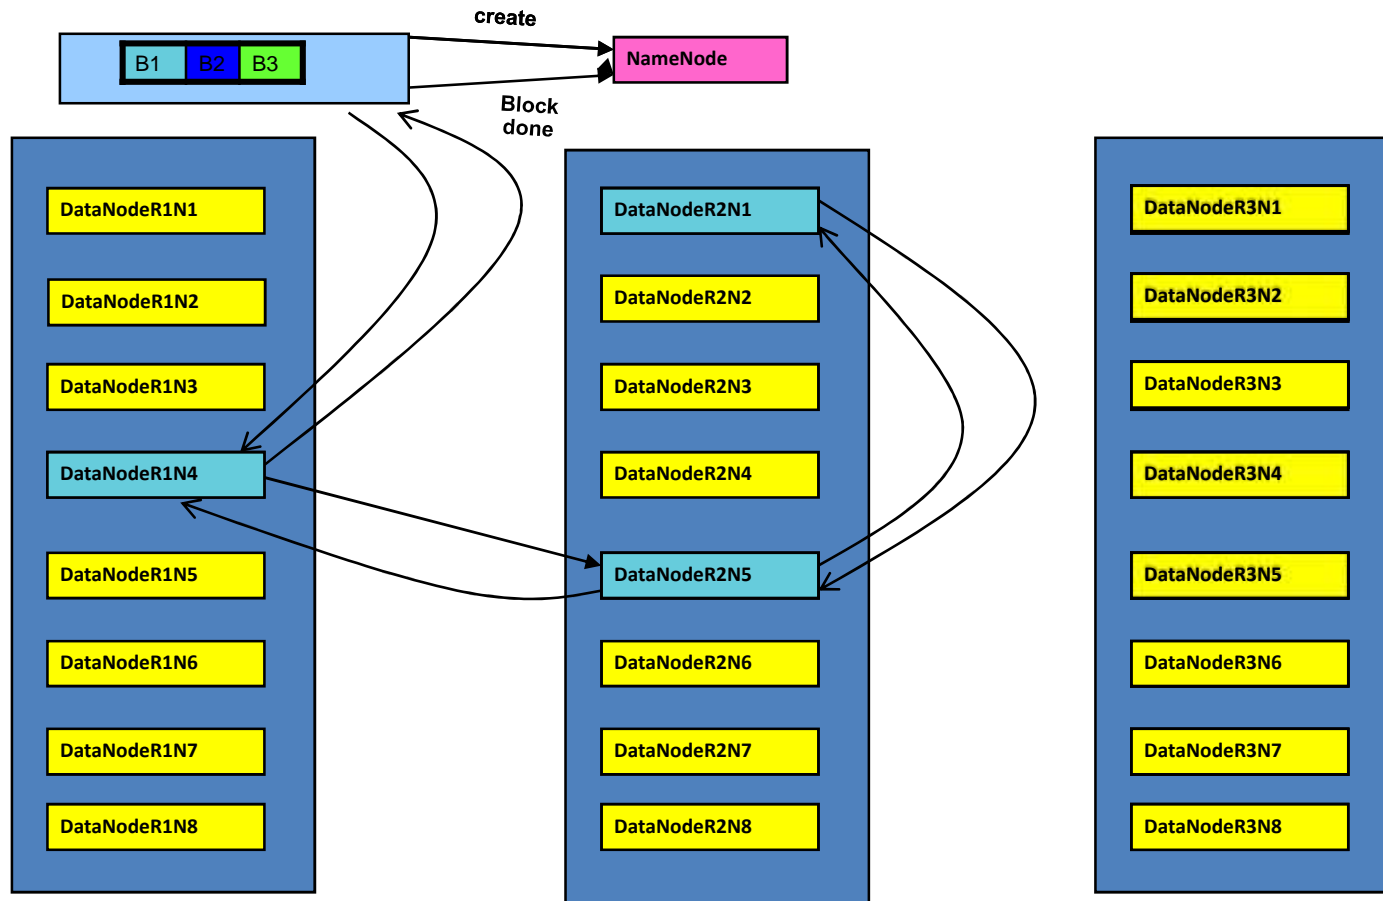 create
B1 B2 B3
NameNode
Block
done
DataNodeR1N1
DataNodeR1N2
DataNodeR1N3
DataNodeR1N4
DataNodeR1N5
DataNodeR1N6
DataNodeR1N7
DataNodeR1N8
DataNodeR2N1
DataNodeR2N2
DataNodeR2N3
DataNodeR2N4
DataNodeR2N5
DataNodeR2N6
DataNodeR2N7
DataNodeR2N8
DataNodeR3N1
DataNodeR3N2
DataNodeR3N3
DataNodeR3N4
DataNodeR3N5
DataNodeR3N6
DataNodeR3N7
DataNodeR3N8